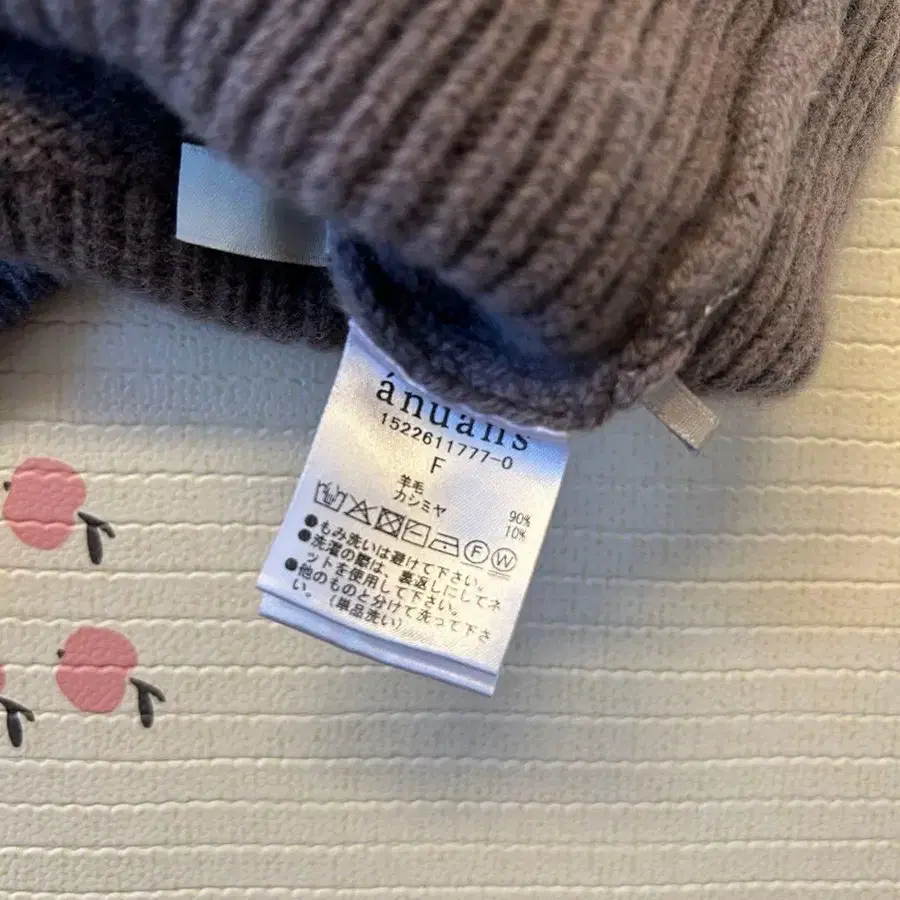 ánuans
1522611777-0
F
羊毛 90%
カシミヤ 10%
F W
●もみ洗いは避けて下さい。
●洗濯の際は、裏返しにしてネ
ットを使用して下さい。
●他のものと分けて洗って下さ
い。(単品洗い)